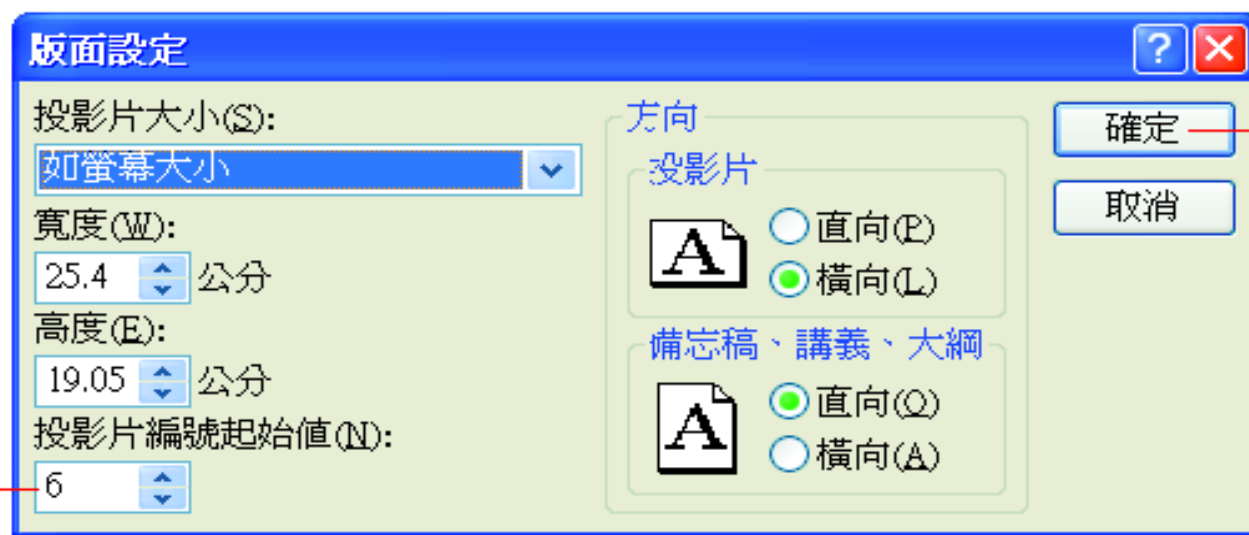 版面設定
投影片大小(S):
如螢幕大小
寬度(W):
25.4 公分
高度(E):
19.05 公分
投影片編號起始值(N):
6
方向
投影片
A
直向(P)
橫向(L)
備忘稿、講義、大綱
A
直向(O)
橫向(A)
確定
取消